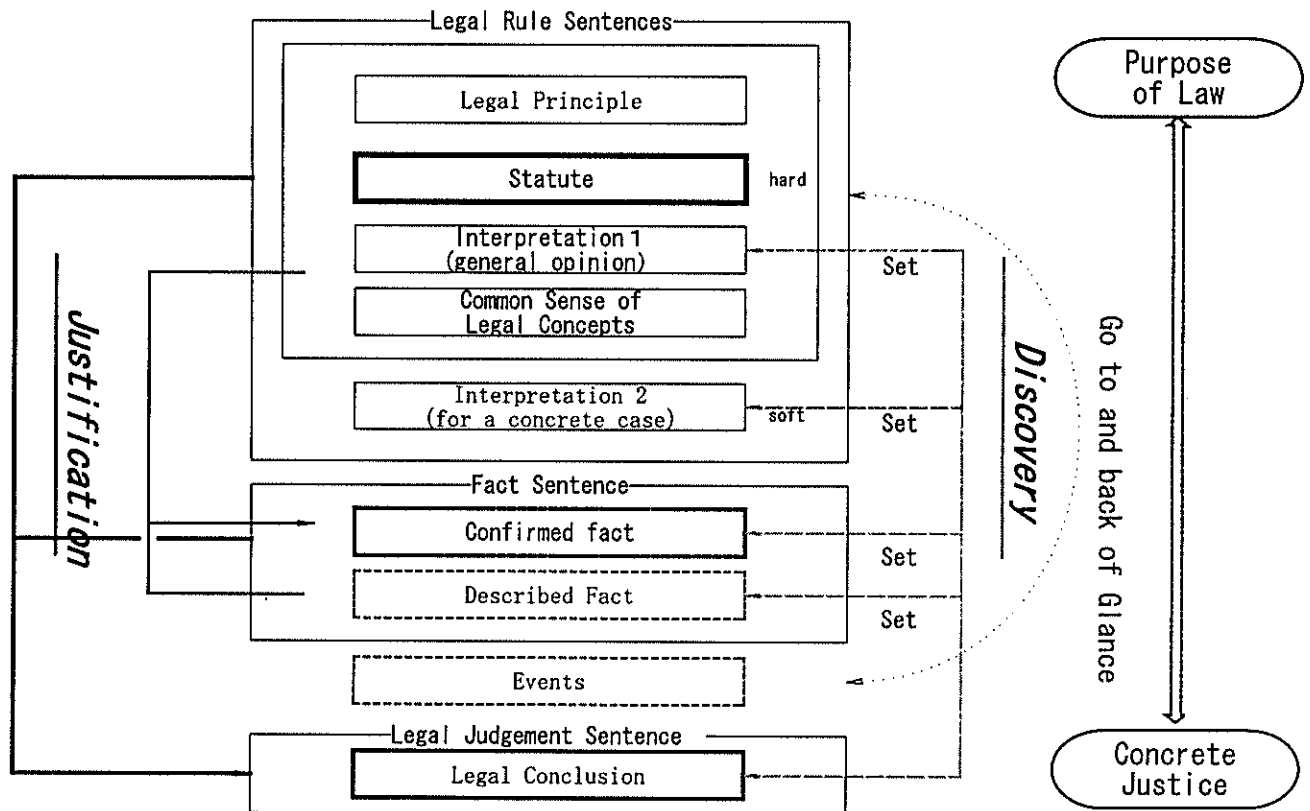 Legal Rule Sentences
Legal Principle
Statute
hard
Interpretation 1
(general opinion)
Set
Common Sense of
Legal Concepts
Interpretation 2
(for a concrete case)
soft
Set
Fact Sentence
Confirmed fact
Set
Described Fact
Set
Events
Legal Judgement Sentence
Legal Conclusion
Justification
Discovery
Go to and back of Glance
Purpose
of Law
Concrete
Justice